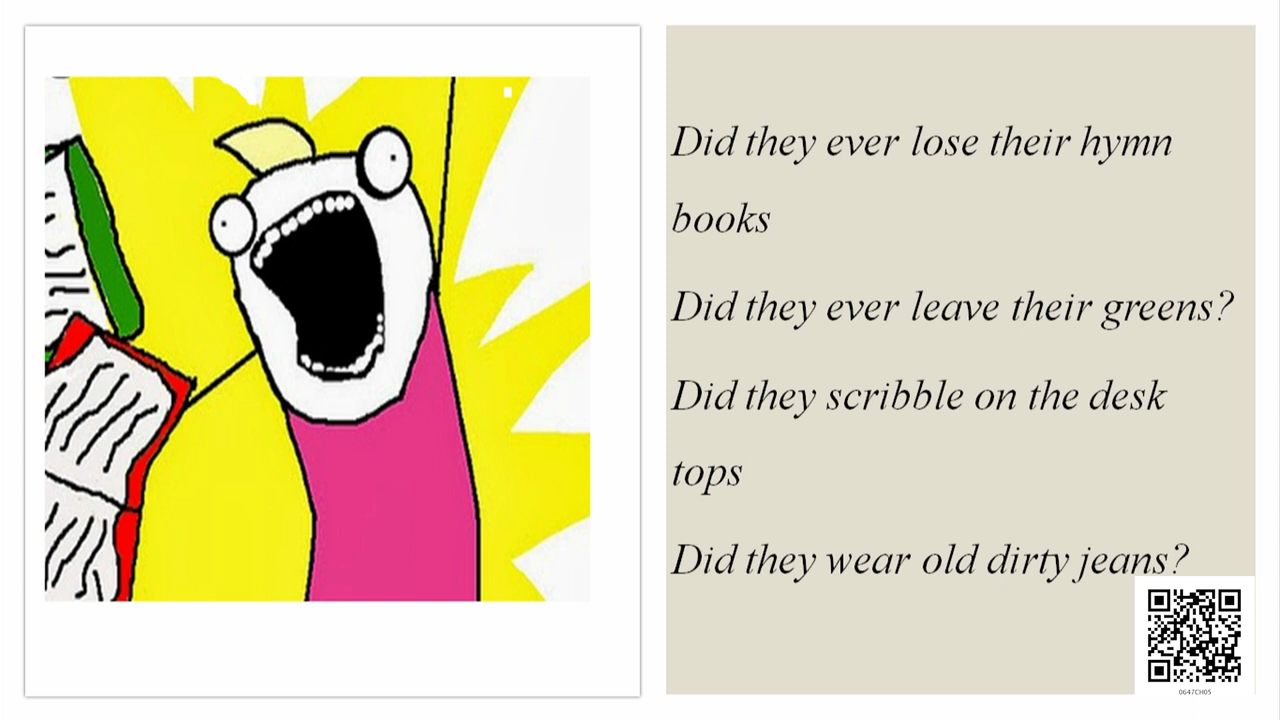 Did they ever lose their hymn
books
Did they ever leave their greens?
Did they scribble on the desk
tops
Did they wear old dirty jeans?
0647CH05